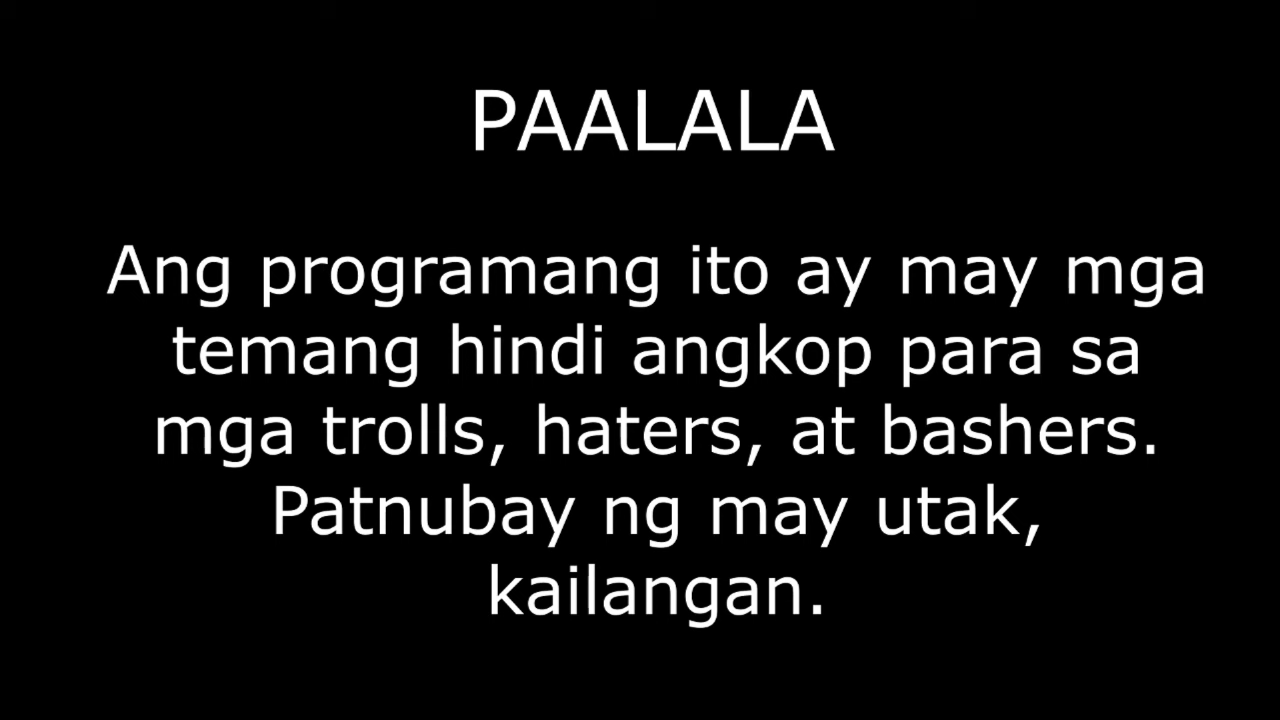 PAALALA
Ang programang ito ay may mga
temang hindi angkop para sa
mga trolls, haters, at bashers.
Patnubay ng may utak,
kailangan.